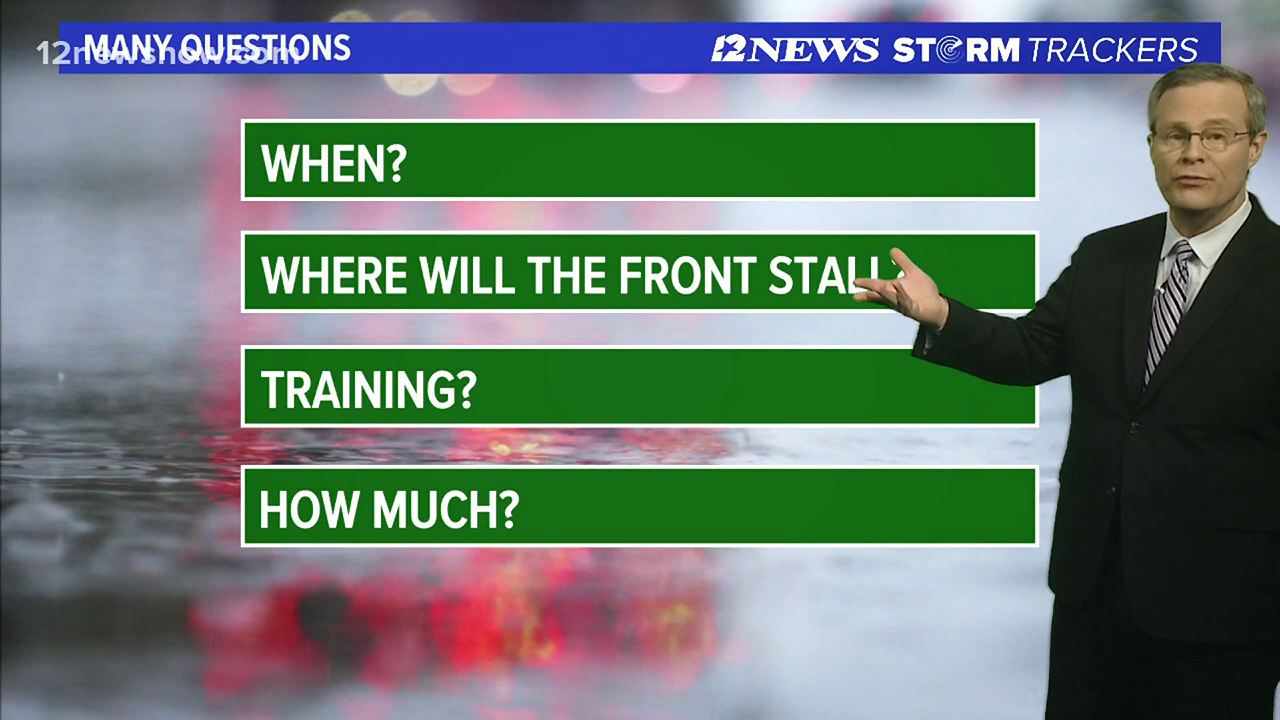 MANY QUESTIONS
12newsnow.com
12NEWS STORM TRACKERS
WHEN?
WHERE WILL THE FRONT STALL?
TRAINING?
HOW MUCH?